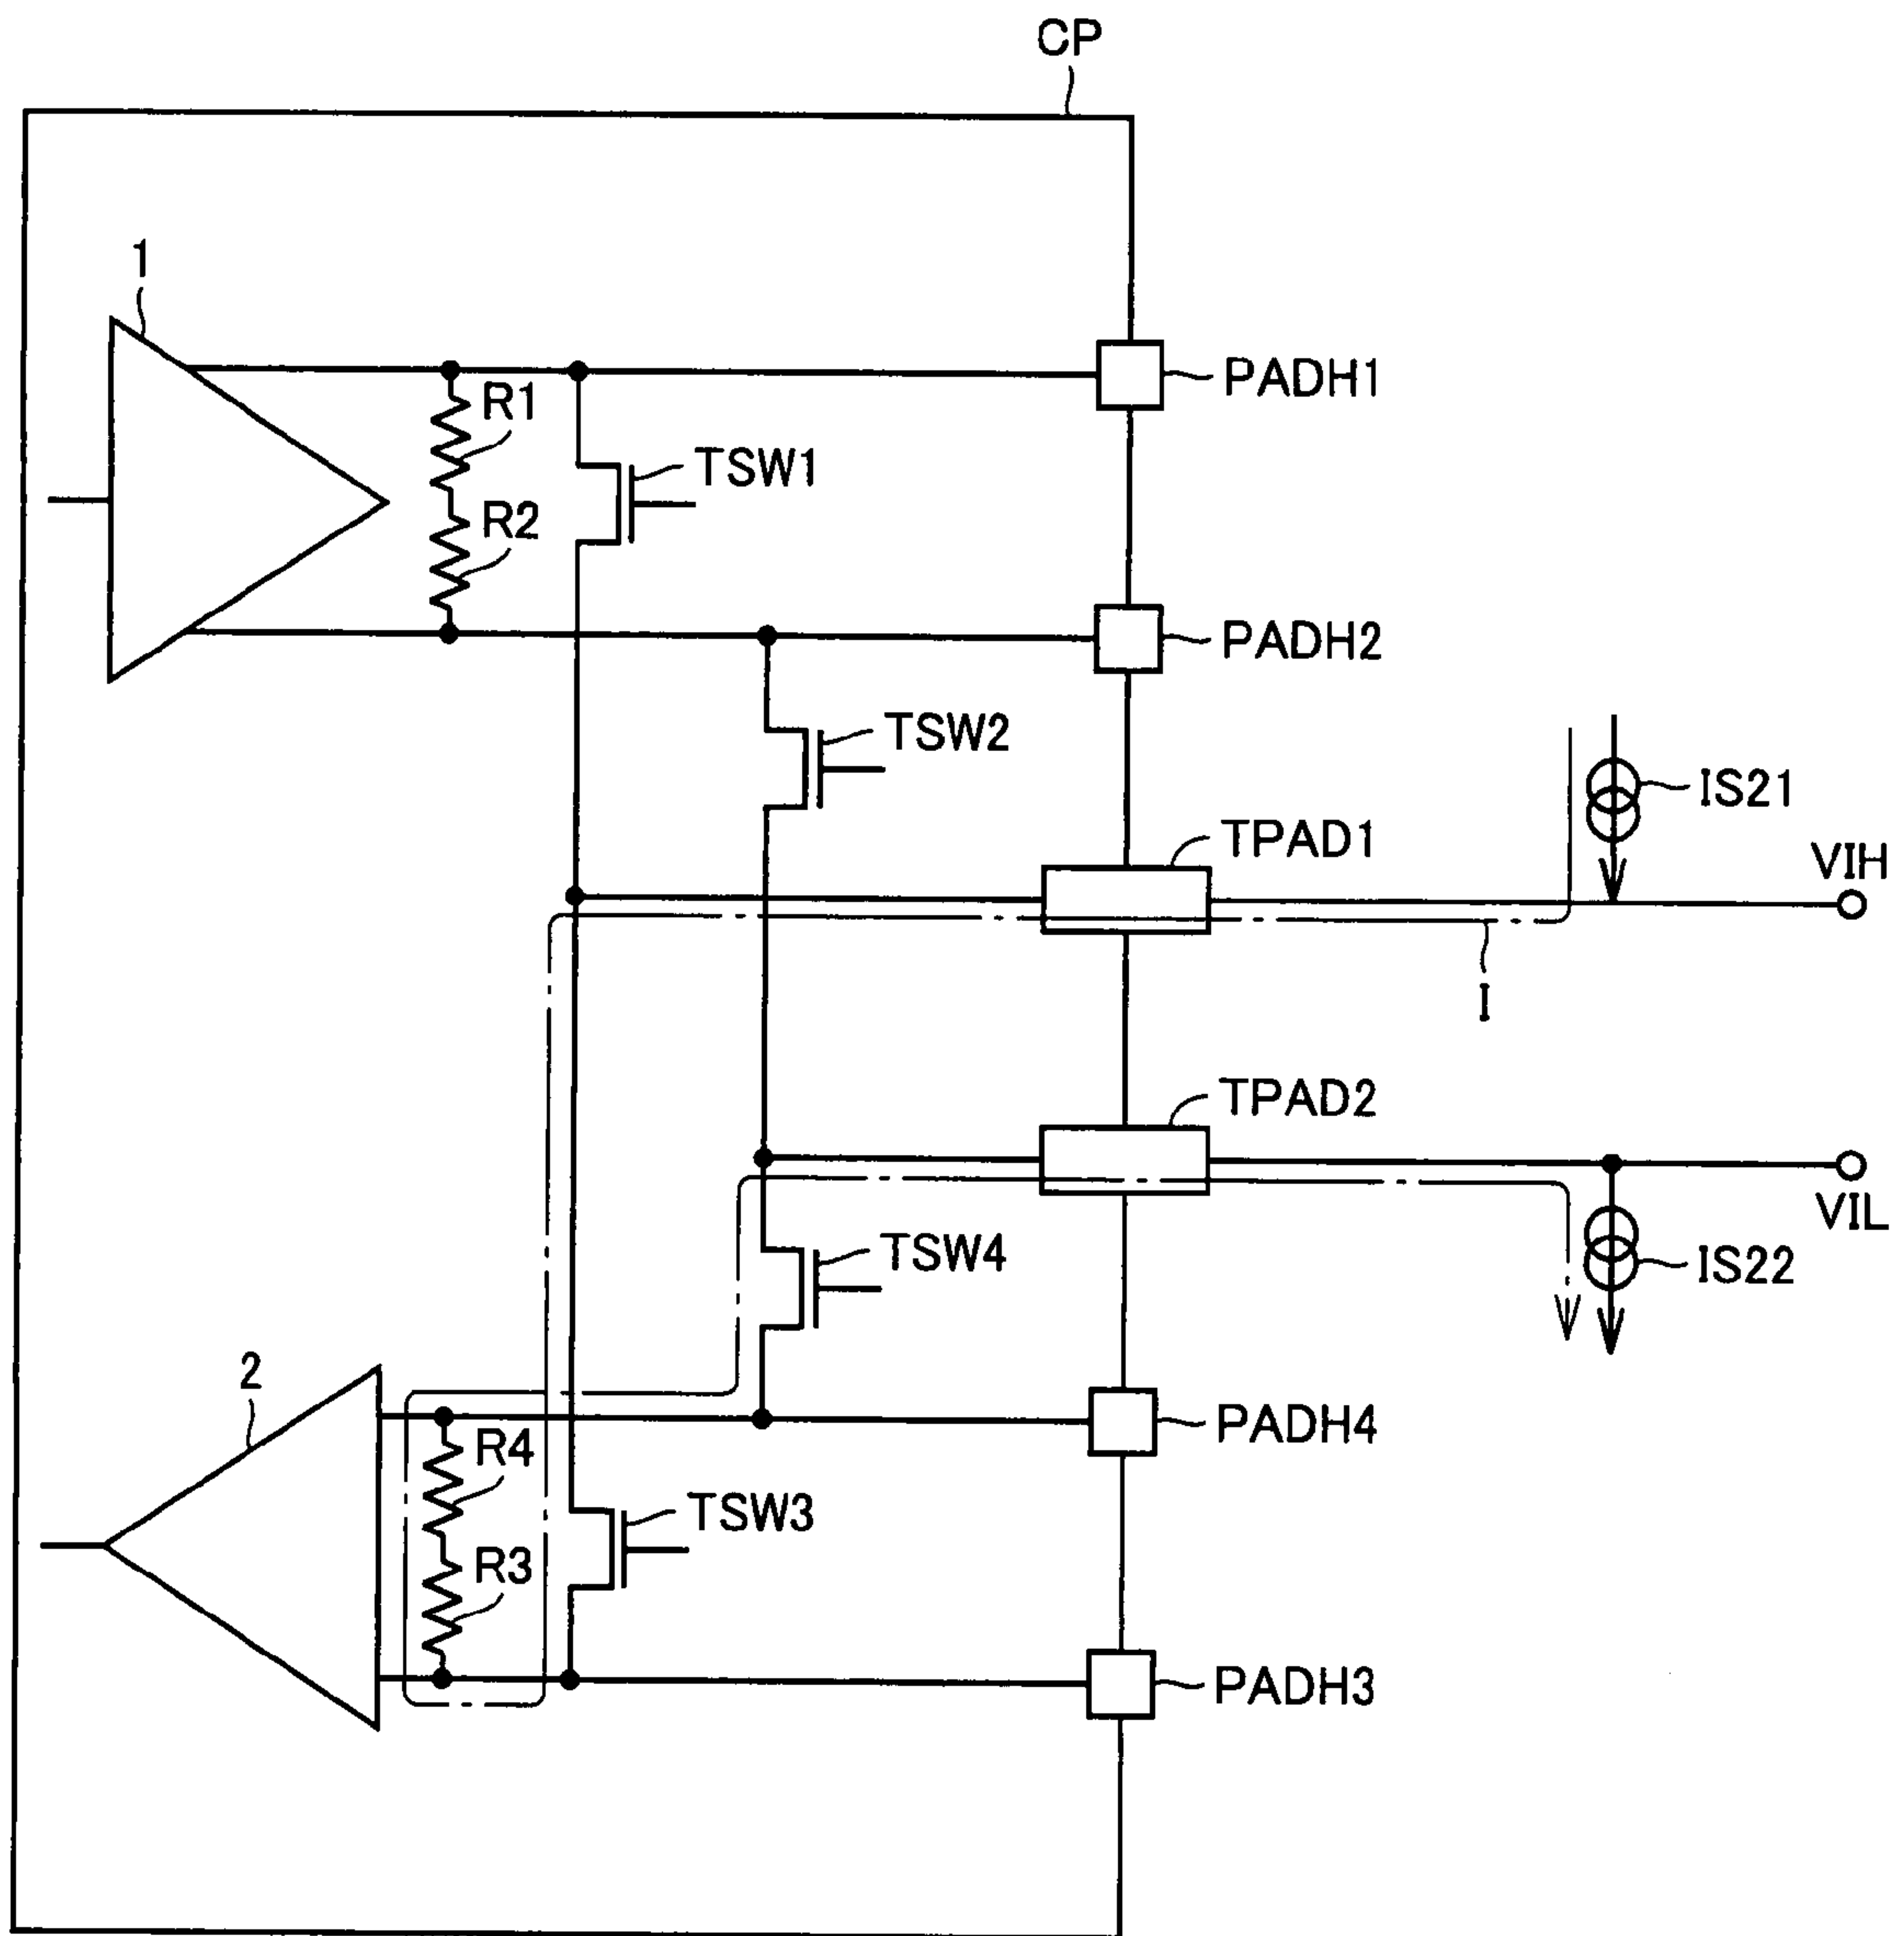 CP
1
PADH1
R1
TSW1
R2
PADH2
TSW2
IS21
TPAD1
VIH
I
TPAD2
VIL
TSW4
IS22
2
PADH4
R4
TSW3
R3
PADH3